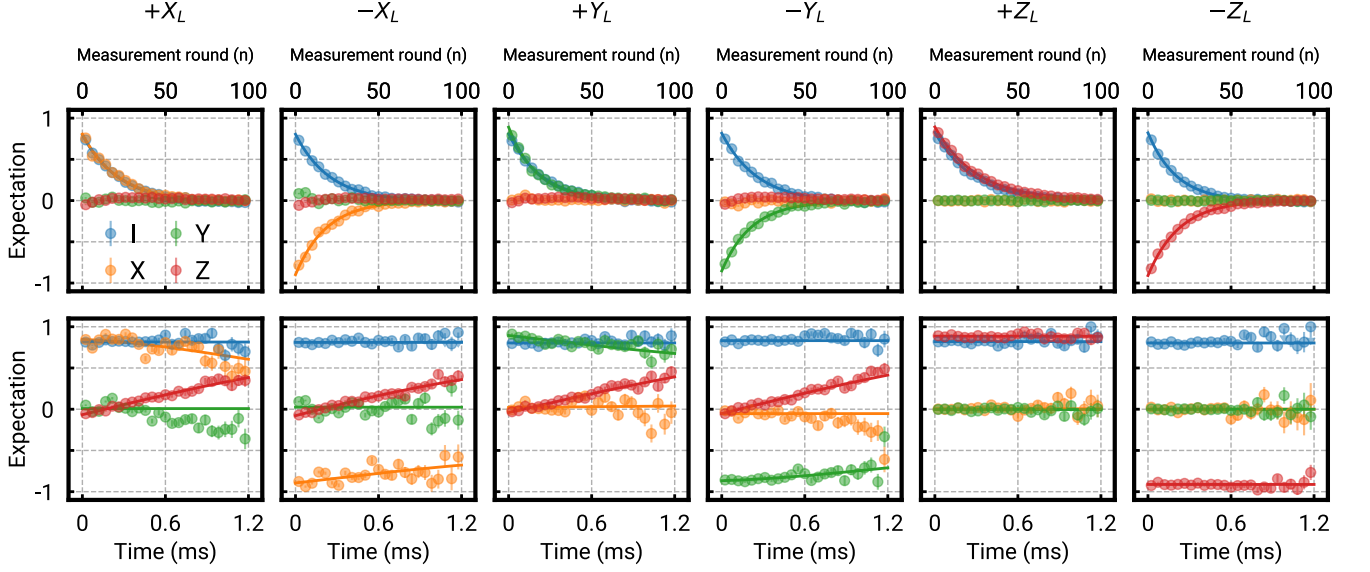 +X_L −X_L +Y_L −Y_L +Z_L −Z_L
Measurement round (n) Measurement round (n) Measurement round (n) Measurement round (n) Measurement round (n) Measurement round (n)
0 50 100 0 50 100 0 50 100 0 50 100 0 50 100 0 50 100
1
0
-1
Expectation
I Y
X Z
1
0
-1
Expectation
0 0.6 1.2 0 0.6 1.2 0 0.6 1.2 0 0.6 1.2 0 0.6 1.2 0 0.6 1.2
Time (ms) Time (ms) Time (ms) Time (ms) Time (ms) Time (ms)